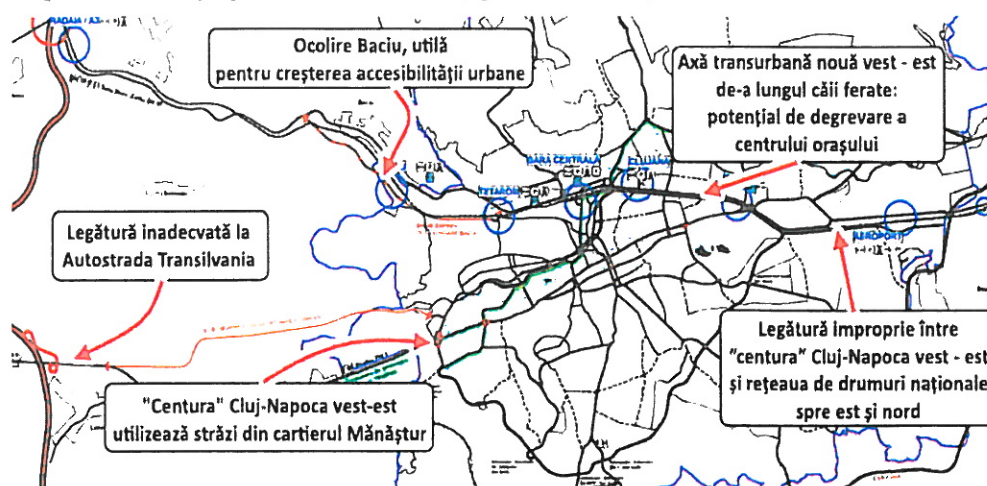 Ocolire Baciu, utilă
pentru creșterea accesibilității urbane
Axă transurbană nouă vest - est
de-a lungul căii ferate:
potențial de degrevare a
centrului orașului
GARA CENTRALA
Legătură inadecvată la
Autostrada Transilvania
AEROPORT
Legătură improprie între
"centura" Cluj-Napoca vest - est
și rețeaua de drumuri naționale
spre est și nord
"Centura" Cluj-Napoca vest-est
utilizează străzi din cartierul Mănăștur